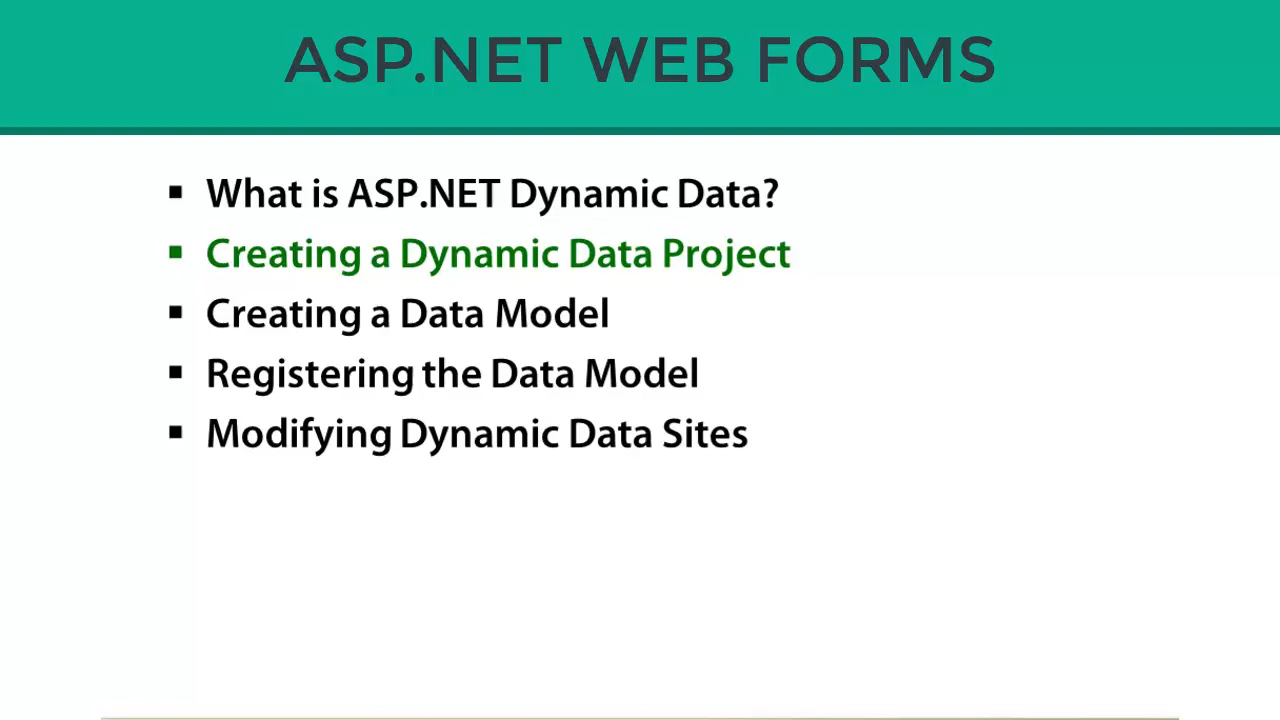 ASP.NET WEB FORMS
▪ What is ASP.NET Dynamic Data?
▪ Creating a Dynamic Data Project
▪ Creating a Data Model
▪ Registering the Data Model
▪ Modifying Dynamic Data Sites